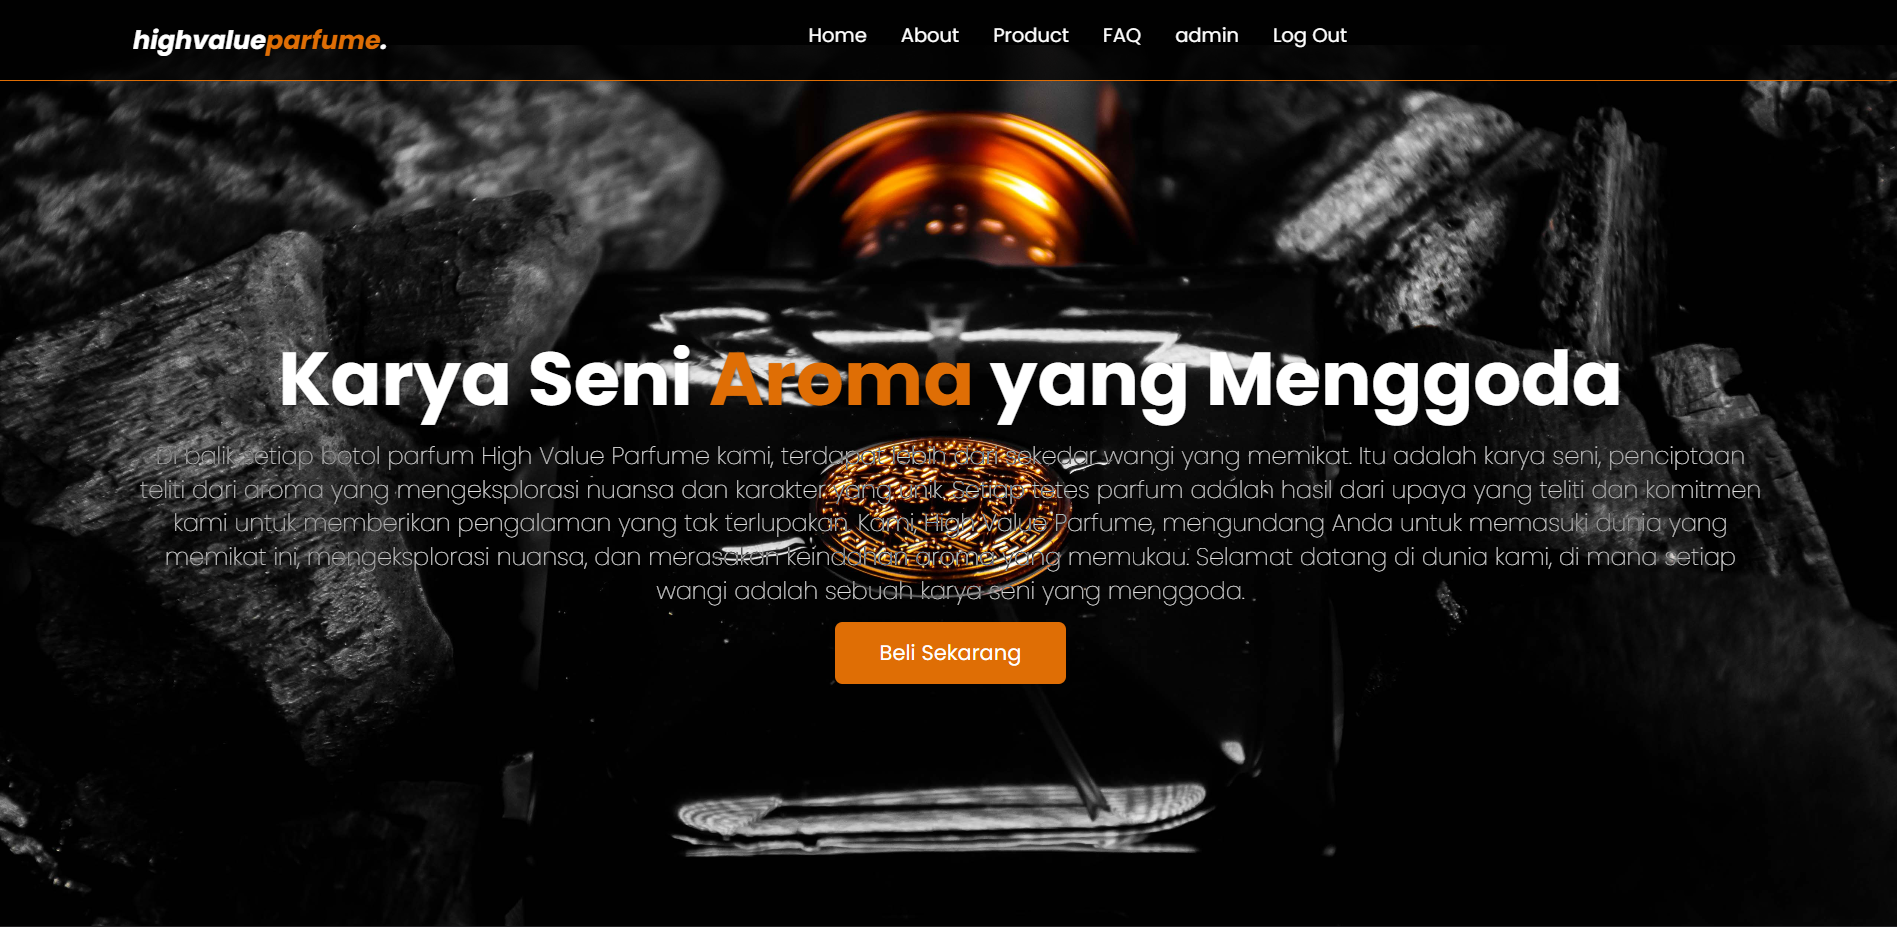 highvalueparfume.
Home About Product FAQ admin Log Out
Karya Seni Aroma yang Menggoda
Di balik setiap botol parfum High Value Parfume kami, terdapat lebih dari sekedar wangi yang memikat. Itu adalah karya seni, penciptaan
teliti dari aroma yang mengeksplorasi nuansa dan karakter yang unik. Setiap tetes parfum adalah hasil dari upaya yang teliti dan komitmen
kami untuk memberikan pengalaman yang tak terlupakan. Kami, High Value Parfume, mengundang Anda untuk memasuki dunia yang
memikat ini, mengeksplorasi nuansa, dan merasakan keindahan aroma yang memukau. Selamat datang di dunia kami, di mana setiap
wangi adalah sebuah karya seni yang menggoda.
Beli Sekarang